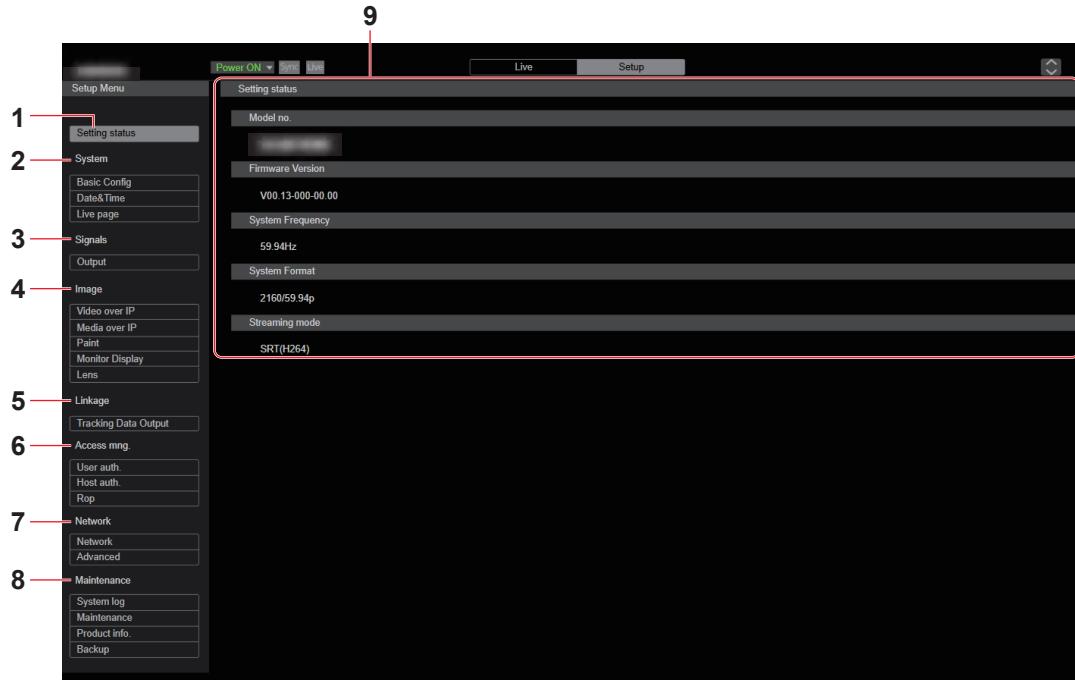 9
Power ON Sync Live
Live Setup
Setup Menu
1
Setting status
2
System
Basic Config
Date&Time
Live page
3
Signals
Output
4
Image
Video over IP
Media over IP
Paint
Monitor Display
Lens
5
Linkage
Tracking Data Output
6
Access mng.
User auth.
Host auth.
Rop
7
Network
Network
Advanced
8
Maintenance
System log
Maintenance
Product info.
Backup
Setting status
Model no.
Firmware Version
V00.13-000-00.00
System Frequency
59.94Hz
System Format
2160/59.94p
Streaming mode
SRT(H264)